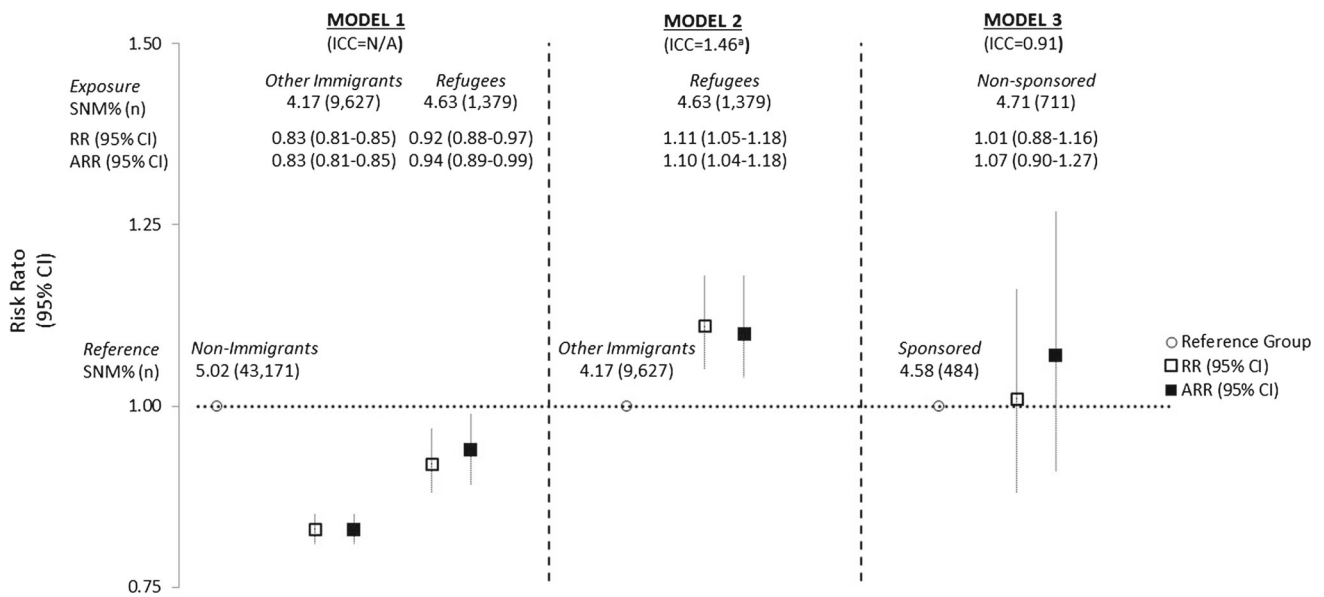 MODEL 1
(ICC=N/A)
MODEL 2
(ICC=1.46ᵃ)
MODEL 3
(ICC=0.91)
1.50
Exposure
SNM% (n)
RR (95% CI)
ARR (95% CI)
Other Immigrants
4.17 (9,627)
0.83 (0.81-0.85)
0.83 (0.81-0.85)
Refugees
4.63 (1,379)
0.92 (0.88-0.97)
0.94 (0.89-0.99)
Refugees
4.63 (1,379)
1.11 (1.05-1.18)
1.10 (1.04-1.18)
Non-sponsored
4.71 (711)
1.01 (0.88-1.16)
1.07 (0.90-1.27)
1.25
Risk Rato
(95% CI)
Reference
SNM% (n)
Non-Immigrants
5.02 (43,171)
Other Immigrants
4.17 (9,627)
Sponsored
4.58 (484)
Reference Group
RR (95% CI)
ARR (95% CI)
1.00
0.75